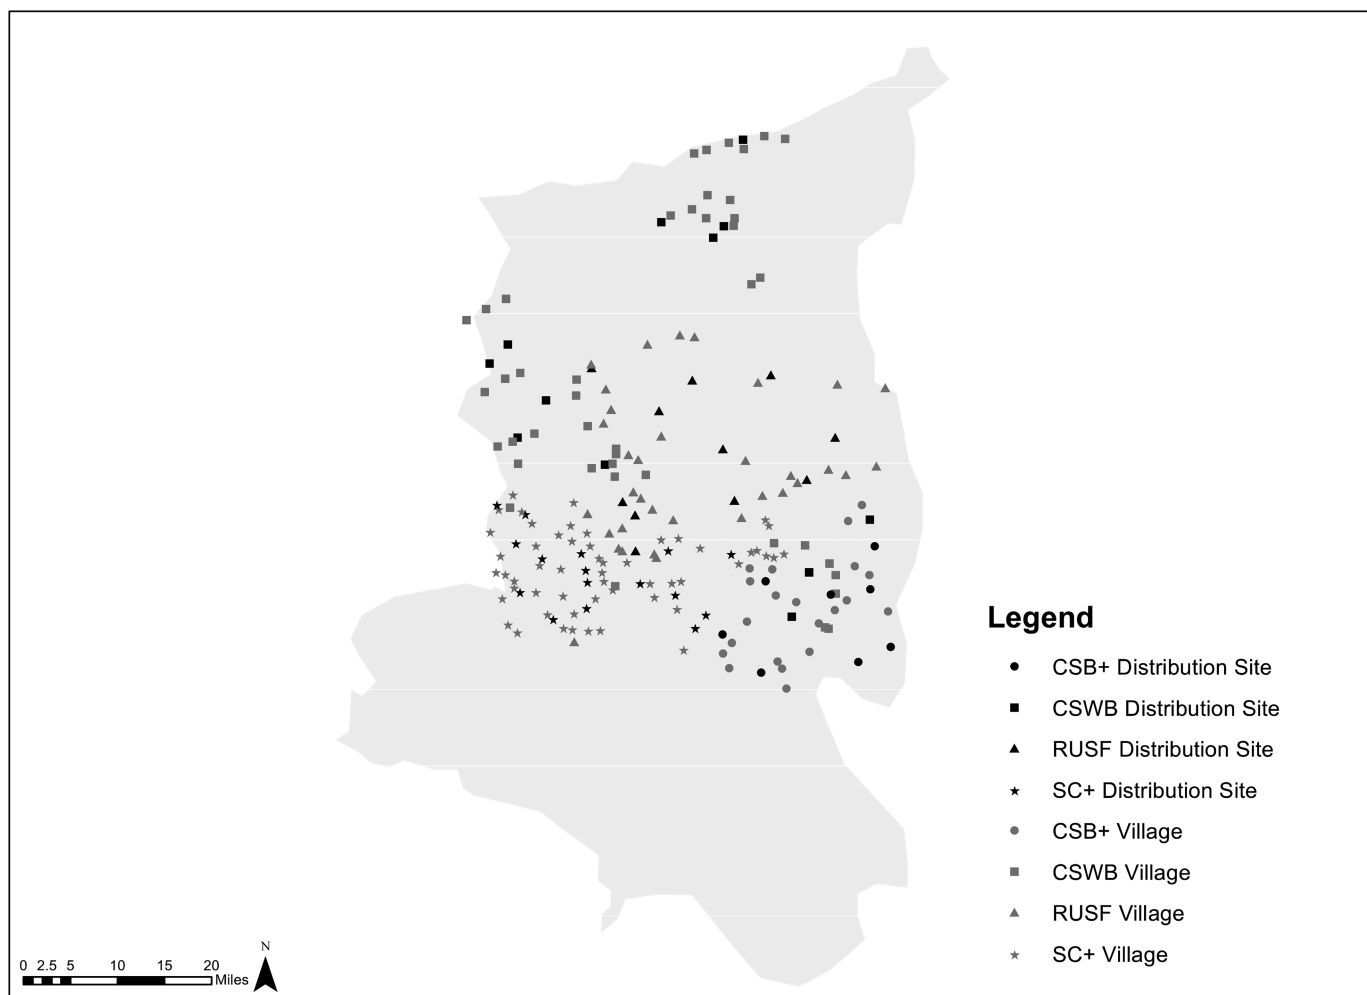 Legend
CSB+ Distribution Site
CSWB Distribution Site
RUSF Distribution Site
SC+ Distribution Site
CSB+ Village
CSWB Village
RUSF Village
SC+ Village
N
0 2.5 5 10 15 20
Miles